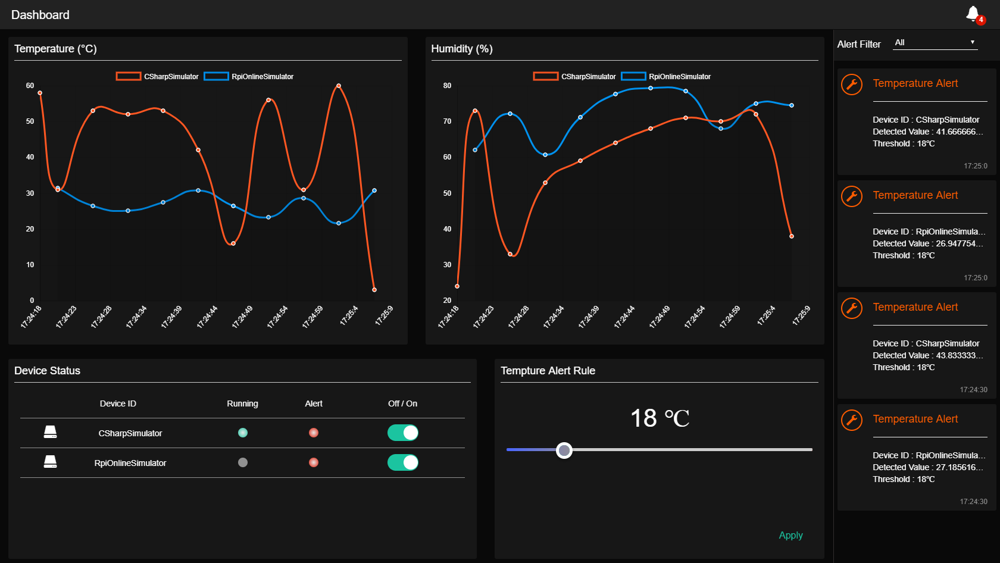 Dashboard
4
Temperature (°C)
CSharpSimulator RpiOnlineSimulator
60
50
40
30
20
10
0
17:24:18 17:24:23 17:24:28 17:24:34 17:24:39 17:24:44 17:24:49 17:24:54 17:24:59 17:25:4 17:25:9
Humidity (%)
CSharpSimulator RpiOnlineSimulator
80
70
60
50
40
30
20
17:24:18 17:24:23 17:24:28 17:24:34 17:24:39 17:24:44 17:24:49 17:24:54 17:24:59 17:25:4 17:25:9
Device Status
Device ID Running Alert Off / On
CSharpSimulator
RpiOnlineSimulator
Tempture Alert Rule
18 ℃
Apply
Alert Filter All
Temperature Alert
Device ID : CSharpSimulator
Detected Value : 41.666666...
Threshold : 18℃
17:25:0
Temperature Alert
Device ID : RpiOnlineSimula...
Detected Value : 26.947754...
Threshold : 18℃
17:25:0
Temperature Alert
Device ID : CSharpSimulator
Detected Value : 43.833333...
Threshold : 18℃
17:24:30
Temperature Alert
Device ID : RpiOnlineSimula...
Detected Value : 27.185616...
Threshold : 18℃
17:24:30